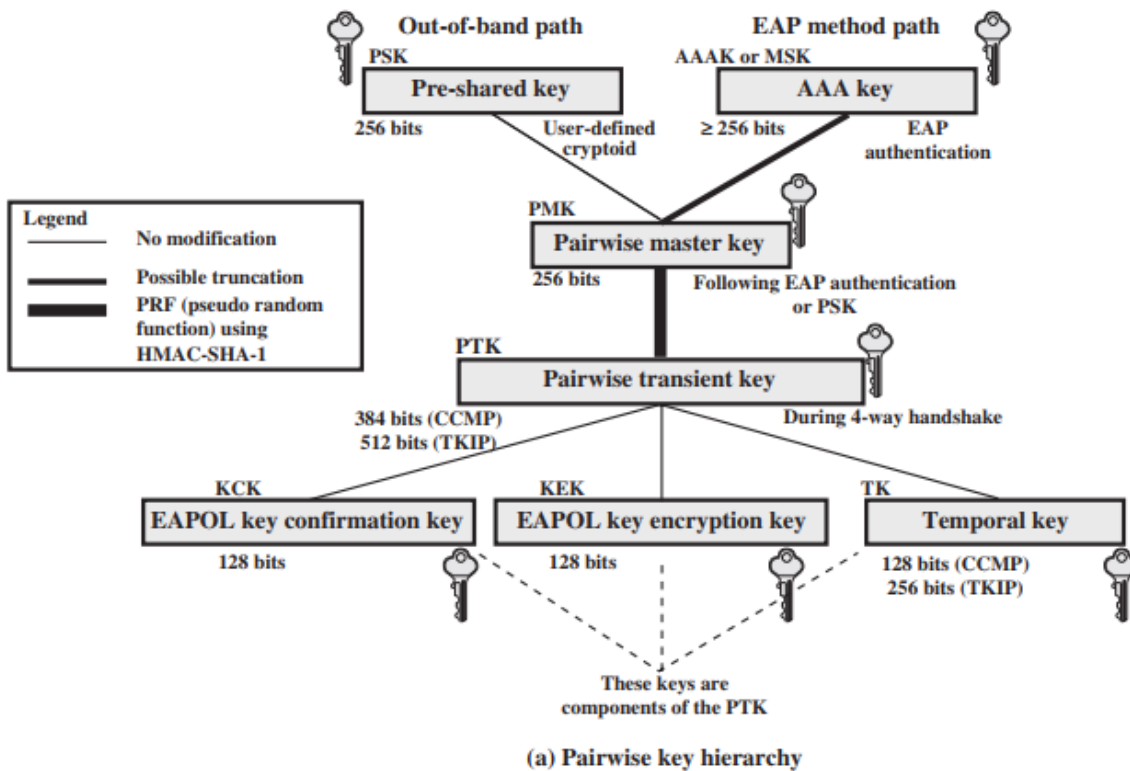 Out-of-band path
EAP method path
PSK
AAAK or MSK
Pre-shared key
AAA key
256 bits
User-defined
cryptoid
≥ 256 bits
EAP
authentication
Legend
No modification
Possible truncation
PRF (pseudo random
function) using
HMAC-SHA-1
PMK
Pairwise master key
256 bits
Following EAP authentication
or PSK
PTK
Pairwise transient key
384 bits (CCMP)
512 bits (TKIP)
During 4-way handshake
KCK
KEK
TK
EAPOL key confirmation key
EAPOL key encryption key
Temporal key
128 bits
128 bits
128 bits (CCMP)
256 bits (TKIP)
These keys are
components of the PTK
(a) Pairwise key hierarchy